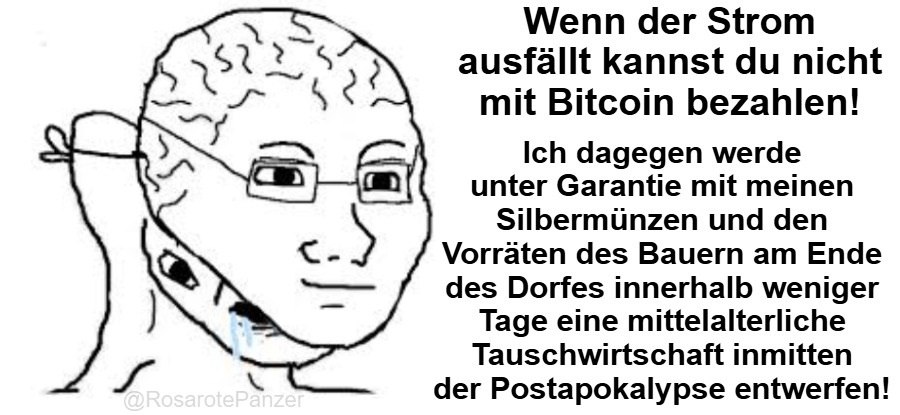 Wenn der Strom
ausfällt kannst du nicht
mit Bitcoin bezahlen!
Ich dagegen werde
unter Garantie mit meinen
Silbermünzen und den
Vorräten des Bauern am Ende
des Dorfes innerhalb weniger
Tage eine mittelalterliche
Tauschwirtschaft inmitten
der Postapokalypse entwerfen!
@RosarotePanzer